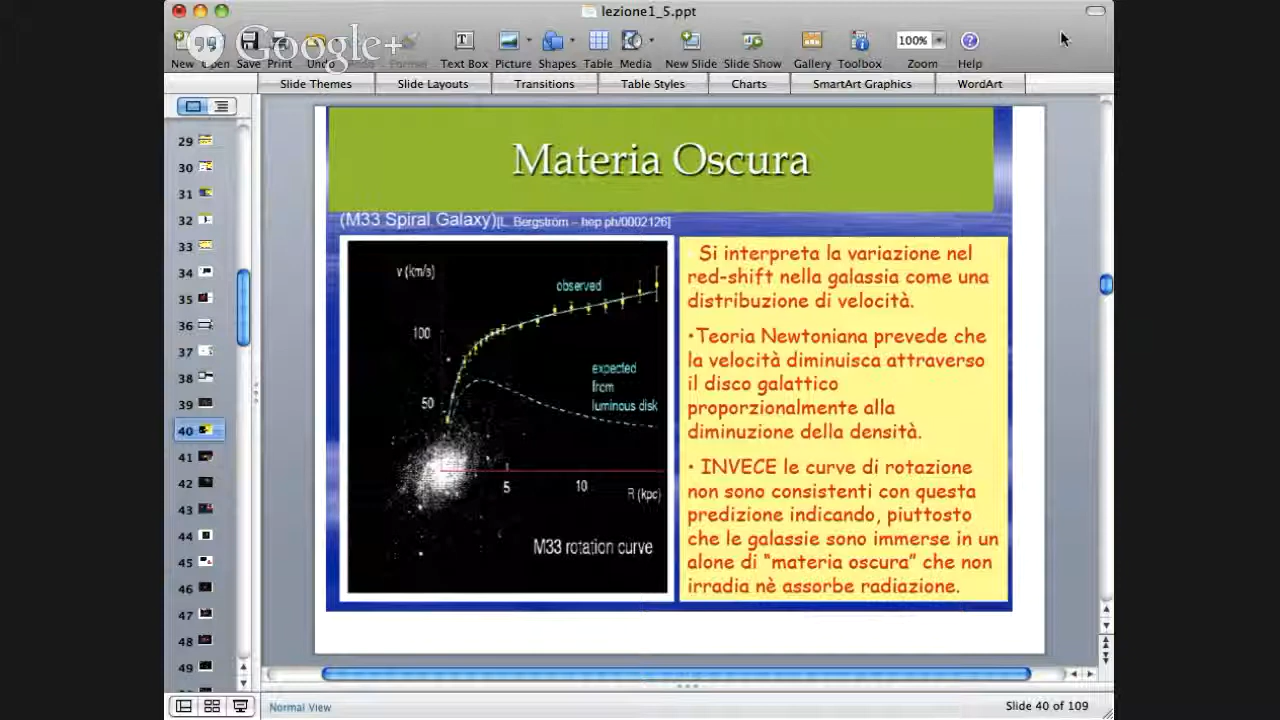 lezione1_5.ppt
Google+
New Open Save Print Undo Format Text Box Picture Shapes Table Media New Slide Slide Show Gallery Toolbox Zoom Help
100%
Slide Themes Slide Layouts Transitions Table Styles Charts SmartArt Graphics WordArt
29
30
31
32
33
34
35
36
37
38
39
40
41
42
43
44
45
46
47
48
49
Materia Oscura
(M33 Spiral Galaxy)[L. Bergström – hep ph/0002126]
v (km/s)
observed
100
expected
from
luminous disk
50
5
10
R (kpc)
M33 rotation curve
Si interpreta la variazione nel
red-shift nella galassia come una
distribuzione di velocità.
•Teoria Newtoniana prevede che
la velocità diminuisca attraverso
il disco galattico
proporzionalmente alla
diminuzione della densità.
• INVECE le curve di rotazione
non sono consistenti con questa
predizione indicando, piuttosto
che le galassie sono immerse in un
alone di “materia oscura” che non
irradia nè assorbe radiazione.
Normal View
Slide 40 of 109